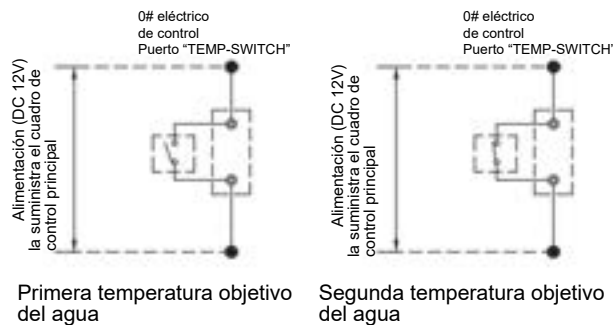 0# eléctrico
de control
Puerto “TEMP-SWITCH”
Alimentación (DC 12V)
la suministra el cuadro de
control principal
Primera temperatura objetivo
del agua
0# eléctrico
de control
Puerto “TEMP-SWITCH’
Alimentación (DC 12V)
la suministra el cuadro de
control principal
Segunda temperatura objetivo
del agua